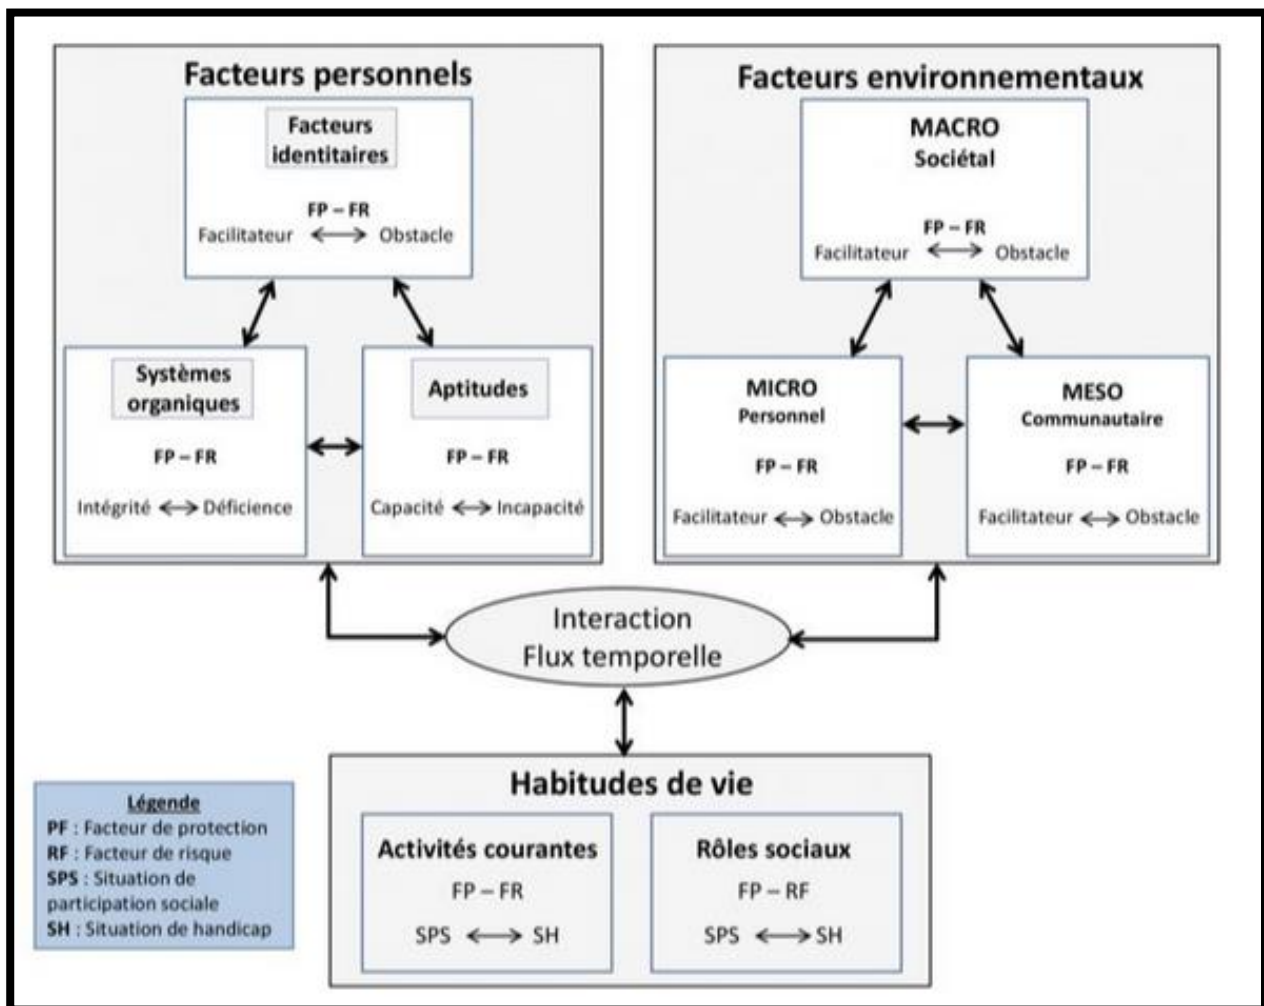 Facteurs personnels
Facteurs
identitaires
FP – FR
Facilitateur Obstacle
Systèmes
organiques
FP – FR
Intégrité Déficience
Aptitudes
FP – FR
Capacité Incapacité
Facteurs environnementaux
MACRO
Sociétal
FP – FR
Facilitateur Obstacle
MICRO
Personnel
FP – FR
Facilitateur Obstacle
MESO
Communautaire
FP – FR
Facilitateur Obstacle
Interaction
Flux temporelle
Habitudes de vie
Activités courantes
FP – FR
SPS SH
Rôles sociaux
FP – RF
SPS SH
Légende
PF : Facteur de protection
RF : Facteur de risque
SPS : Situation de
participation sociale
SH : Situation de handicap